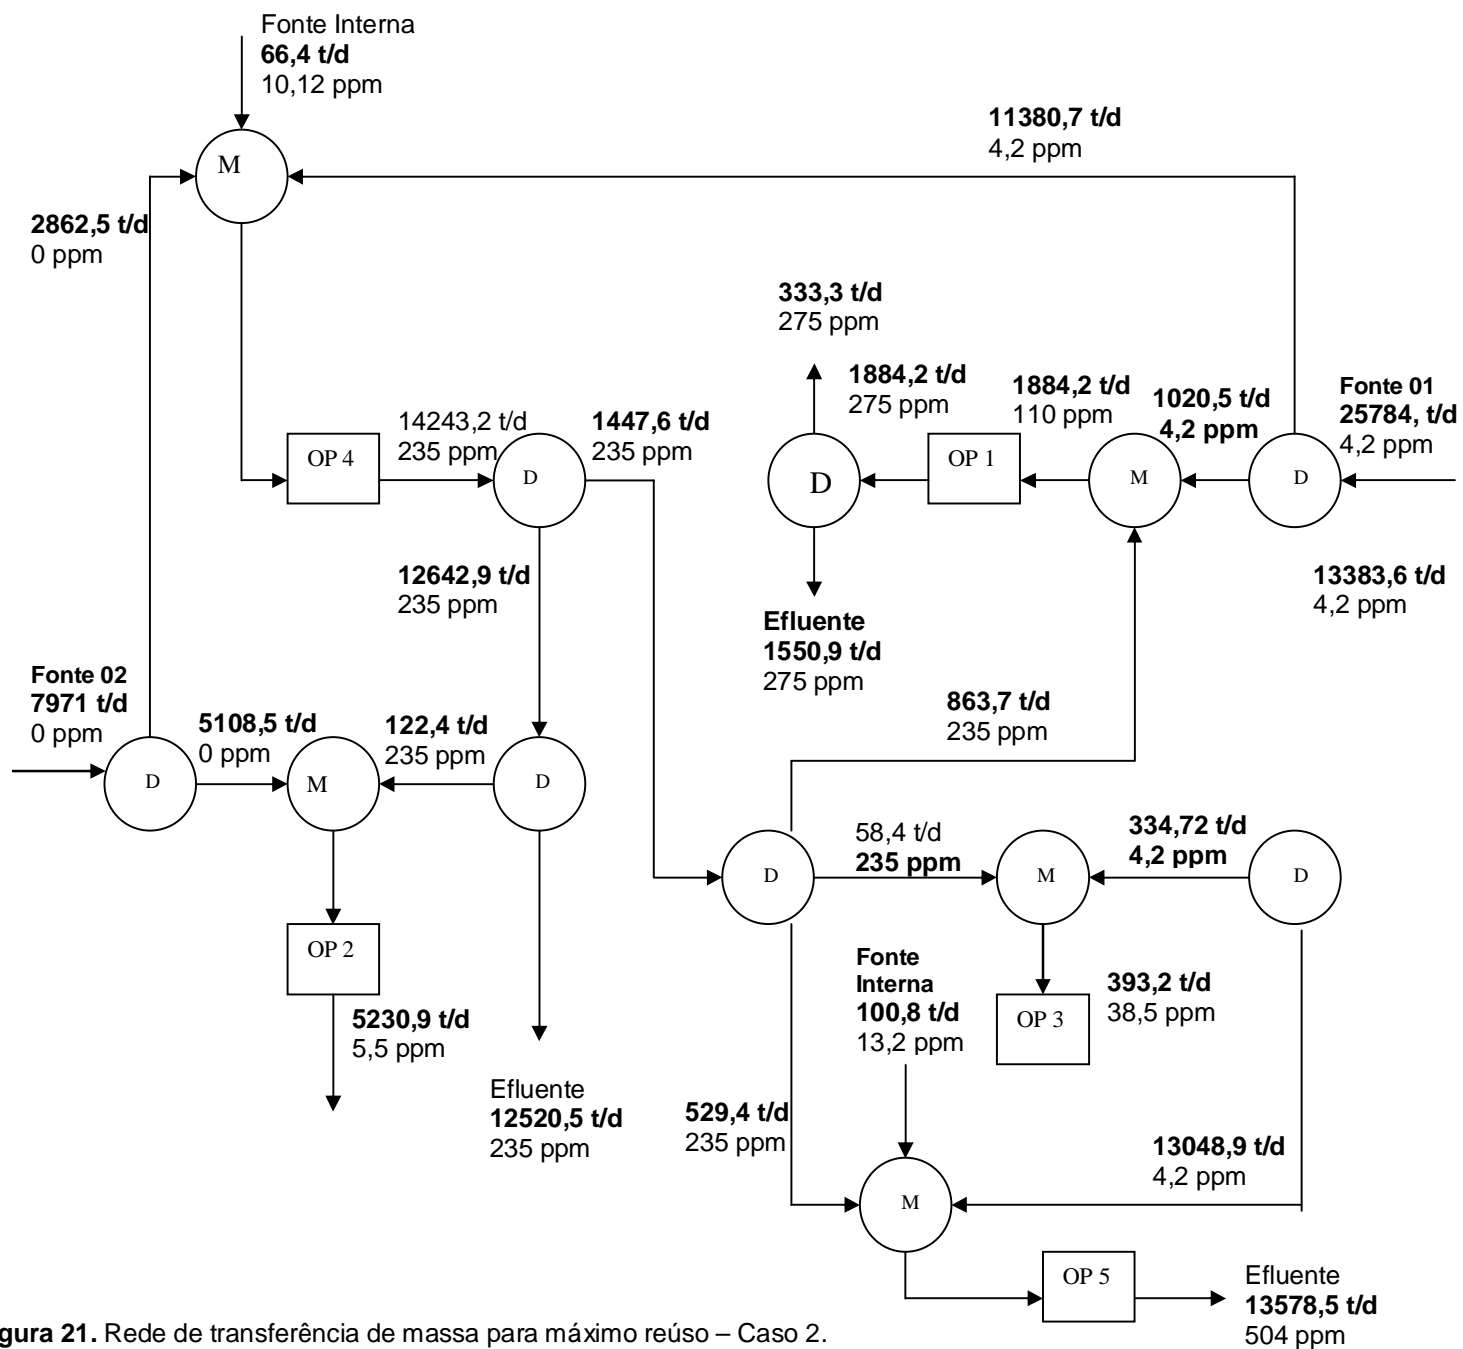 Fonte Interna
66,4 t/d
10,12 ppm
11380,7 t/d
4,2 ppm
M
2862,5 t/d
0 ppm
333,3 t/d
275 ppm
1884,2 t/d
275 ppm
1884,2 t/d
110 ppm
1020,5 t/d
4,2 ppm
Fonte 01
25784, t/d
4,2 ppm
14243,2 t/d
235 ppm
1447,6 t/d
235 ppm
OP 4
D
D
OP 1
M
D
12642,9 t/d
235 ppm
13383,6 t/d
4,2 ppm
Efluente
1550,9 t/d
275 ppm
Fonte 02
7971 t/d
0 ppm
5108,5 t/d
0 ppm
122,4 t/d
235 ppm
863,7 t/d
235 ppm
D
M
D
58,4 t/d
235 ppm
334,72 t/d
4,2 ppm
D
M
D
OP 2
Fonte
Interna
100,8 t/d
13,2 ppm
393,2 t/d
38,5 ppm
OP 3
5230,9 t/d
5,5 ppm
Efluente
12520,5 t/d
235 ppm
529,4 t/d
235 ppm
13048,9 t/d
4,2 ppm
M
OP 5
Efluente
13578,5 t/d
504 ppm
gura 21. Rede de transferência de massa para máximo reúso – Caso 2.